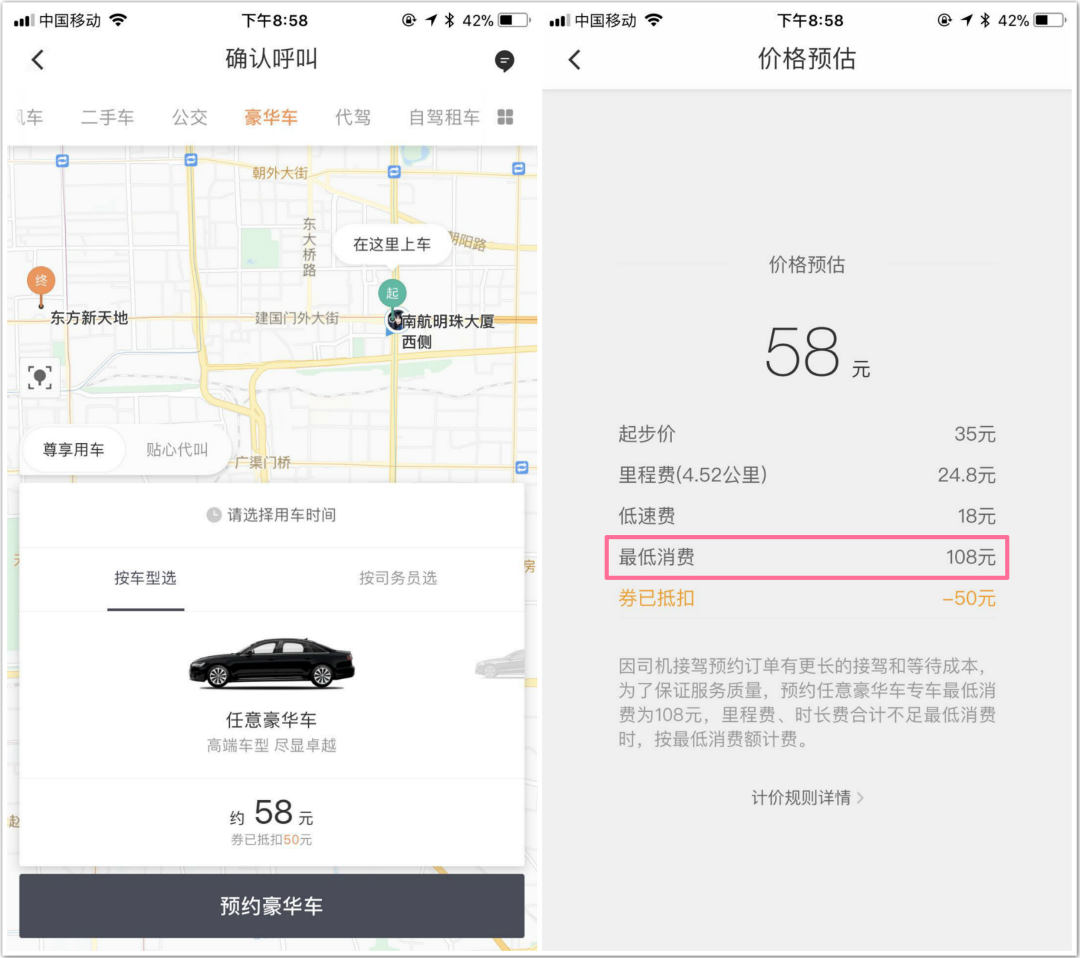 中国移动
下午8:58
42%
确认呼叫
车
二手车
公交
豪华车
代驾
自驾租车
朝外大街
东大桥路
在这里上车
朝阳路
终
起
东方新天地
建国门外大街
南航明珠大厦
西侧
尊享用车
贴心代叫
广渠门桥
请选择用车时间
按车型选
按司务员选
房
任意豪华车
高端车型 尽显卓越
约 58 元
券已抵扣50元
赵
预约豪华车
中国移动
下午8:58
42%
价格预估
价格预估
58 元
起步价
35元
里程费(4.52公里)
24.8元
低速费
18元
最低消费
108元
券已抵扣
-50元
因司机接驾预约订单有更长的接驾和等待成本，
为了保证服务质量，预约任意豪华车专车最低消
费为108元，里程费、时长费合计不足最低消费
时，按最低消费额计费。
计价规则详情 >